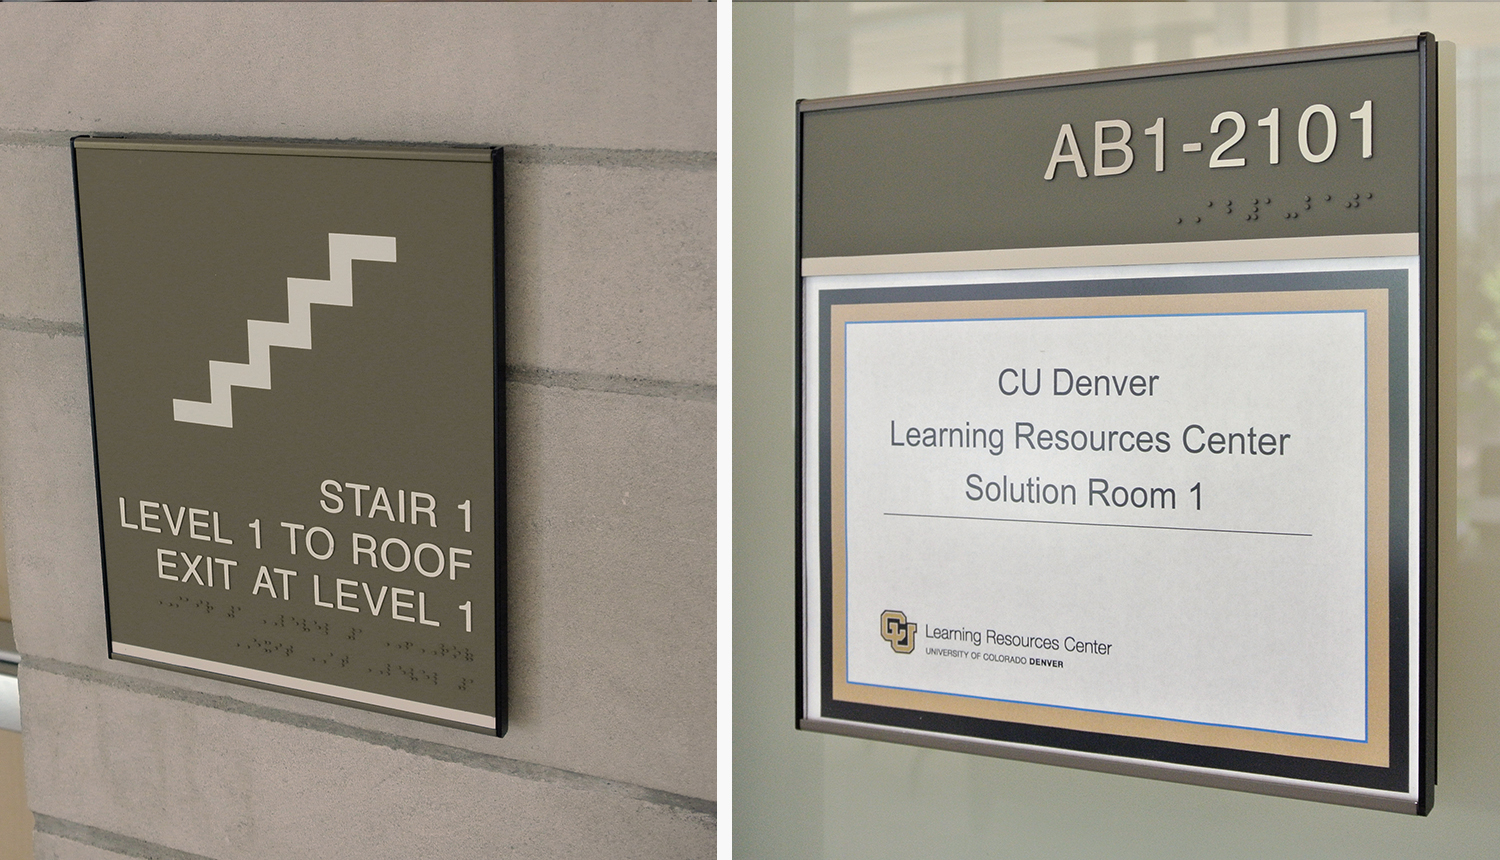 STAIR 1
LEVEL 1 TO ROOF
EXIT AT LEVEL 1
AB1-2101
CU Denver
Learning Resources Center
Solution Room 1
CU
Learning Resources Center
UNIVERSITY OF COLORADO DENVER